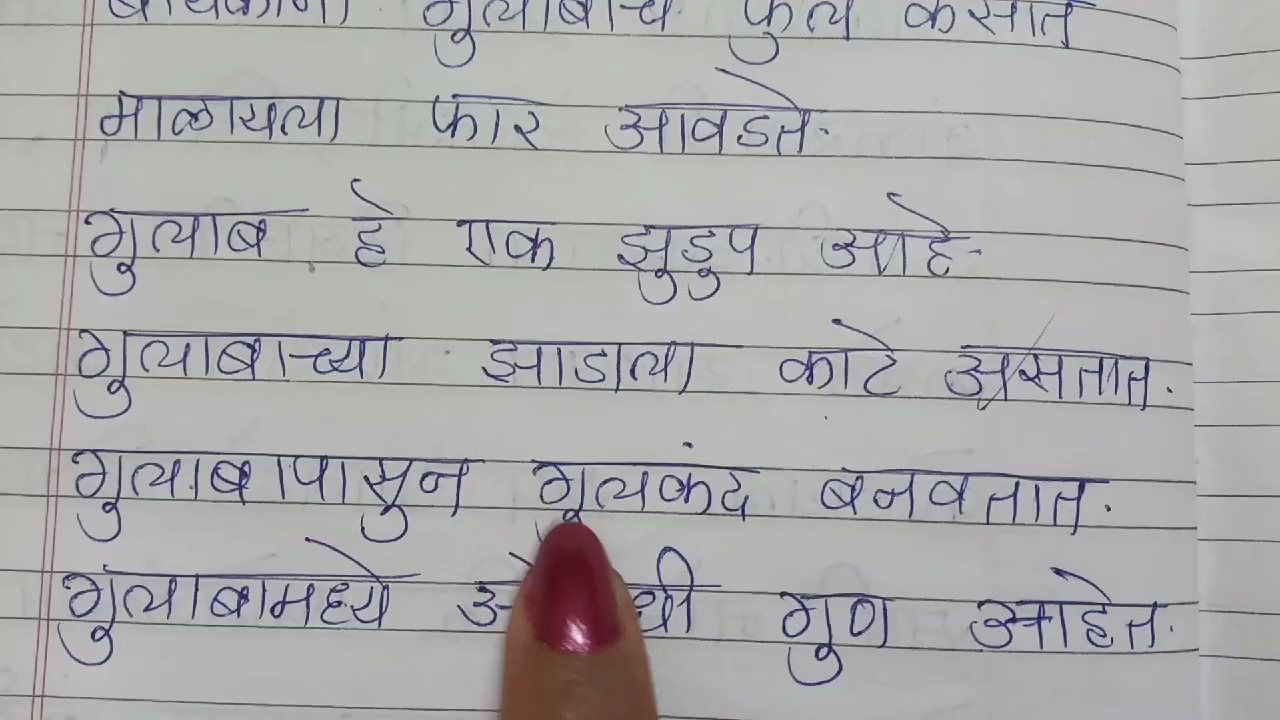 गुलाबाचे फुल केसात
माळायला फार आवडते.
गुलाब हे एक झुडुप आहे.
गुलाबाच्या झाडाला काटे असतात.
गुलाबापासुन गुलकंद बनवतात.
गुलाबामध्ये गुण आहेत.